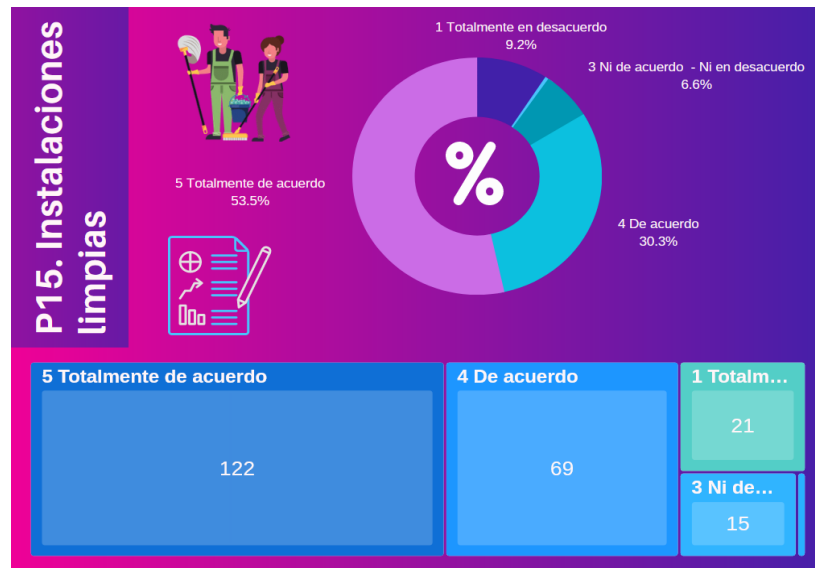 P15. Instalaciones
limpias
1 Totalmente en desacuerdo
9.2%
3 Ni de acuerdo  - Ni en desacuerdo
6.6%
%
5 Totalmente de acuerdo
53.5%
4 De acuerdo
30.3%
5 Totalmente de acuerdo
122
4 De acuerdo
69
1 Totalm...
21
3 Ni de...
15